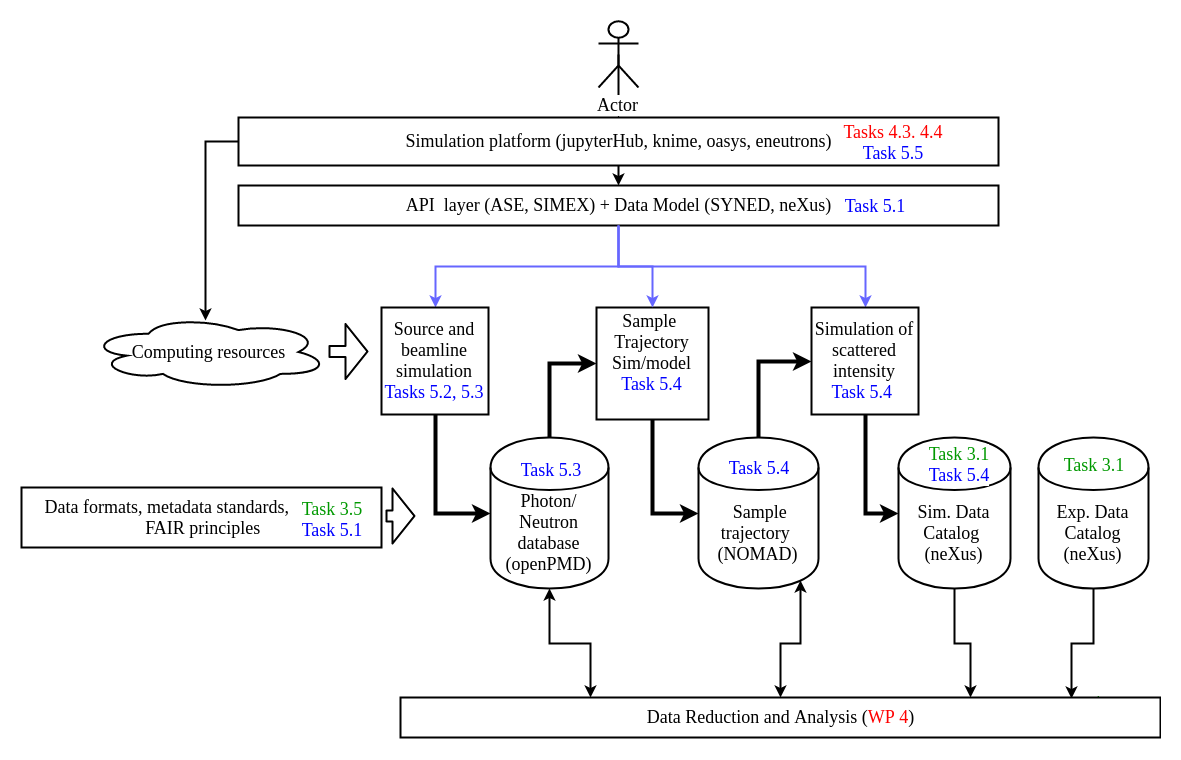 Actor
Simulation platform (jupyterHub, knime, oasys, eneutrons)
Tasks 4.3. 4.4
Task 5.5
API layer (ASE, SIMEX) + Data Model (SYNED, neXus) Task 5.1
Computing resources
Source and
beamline
simulation
Tasks 5.2, 5.3
Sample
Trajectory
Sim/model
Task 5.4
Simulation of
scattered
intensity
Task 5.4
Data formats, metadata standards,
FAIR principles
Task 3.5
Task 5.1
Task 5.3
Photon/
Neutron
database
(openPMD)
Task 5.4
Sample
trajectory
(NOMAD)
Task 3.1
Task 5.4
Sim. Data
Catalog
(neXus)
Task 3.1
Exp. Data
Catalog
(neXus)
Data Reduction and Analysis (WP 4)